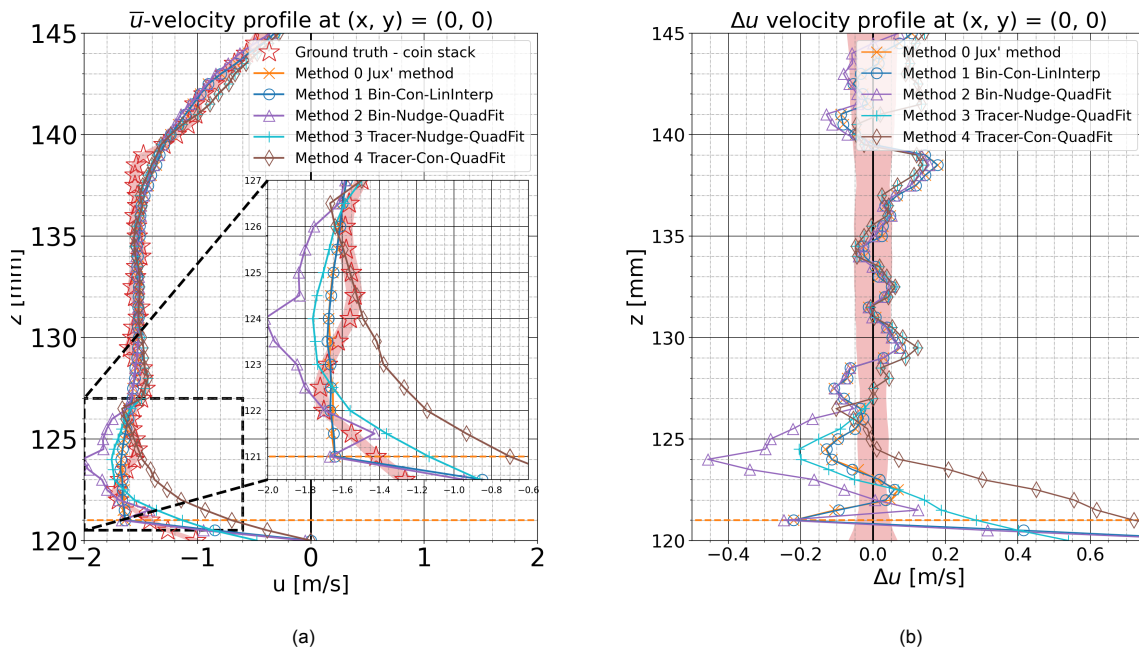 u̅-velocity profile at (x, y) = (0, 0)
145
140
135
130
125
120
z [mm]
Ground truth - coin stack
Method 0 Jux' method
Method 1 Bin-Con-LinInterp
Method 2 Bin-Nudge-QuadFit
Method 3 Tracer-Nudge-QuadFit
Method 4 Tracer-Con-QuadFit
127
126
125
124
123
122
121
−2.0 −1.8 −1.6 −1.4 −1.2 −1.0 −0.8 −0.6
−2 −1 0 1 2
u [m/s]
(a)
Δu velocity profile at (x, y) = (0, 0)
145
140
135
130
125
120
z [mm]
Method 0 Jux' method
Method 1 Bin-Con-LinInterp
Method 2 Bin-Nudge-QuadFit
Method 3 Tracer-Nudge-QuadFit
Method 4 Tracer-Con-QuadFit
−0.4 −0.2 0.0 0.2 0.4 0.6
Δu [m/s]
(b)